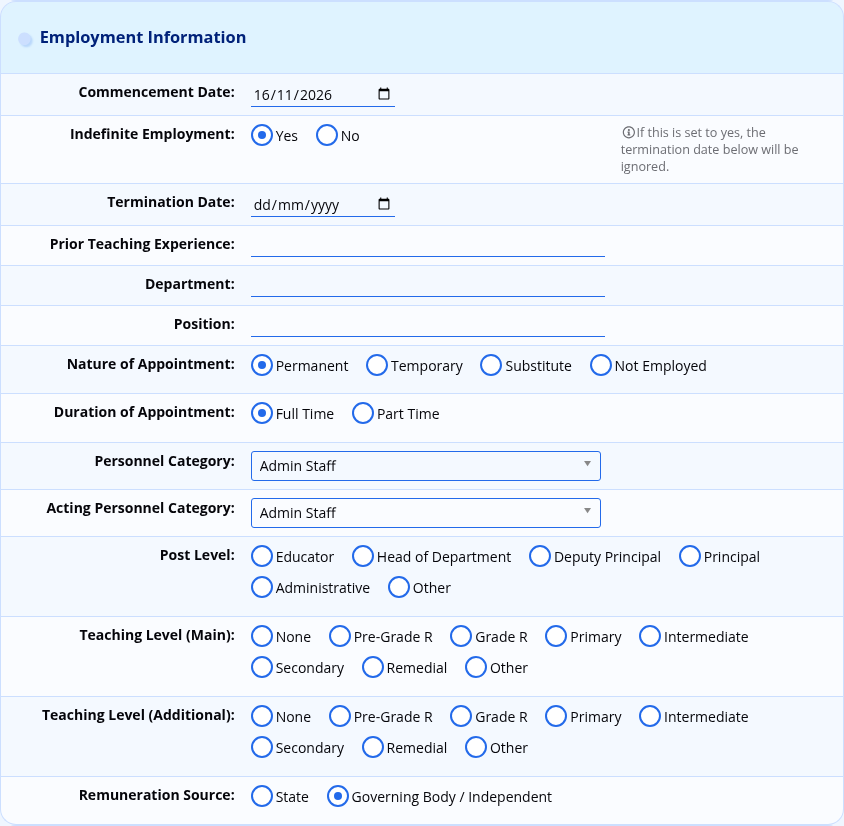 Employment Information
Commencement Date: 16/11/2026
Indefinite Employment: Yes No
If this is set to yes, the
termination date below will be
ignored.
Termination Date: dd/mm/yyyy
Prior Teaching Experience:
Department:
Position:
Nature of Appointment: Permanent Temporary Substitute Not Employed
Duration of Appointment: Full Time Part Time
Personnel Category: Admin Staff
Acting Personnel Category: Admin Staff
Post Level: Educator Head of Department Deputy Principal Principal
Administrative Other
Teaching Level (Main): None Pre-Grade R Grade R Primary Intermediate
Secondary Remedial Other
Teaching Level (Additional): None Pre-Grade R Grade R Primary Intermediate
Secondary Remedial Other
Remuneration Source: State Governing Body / Independent